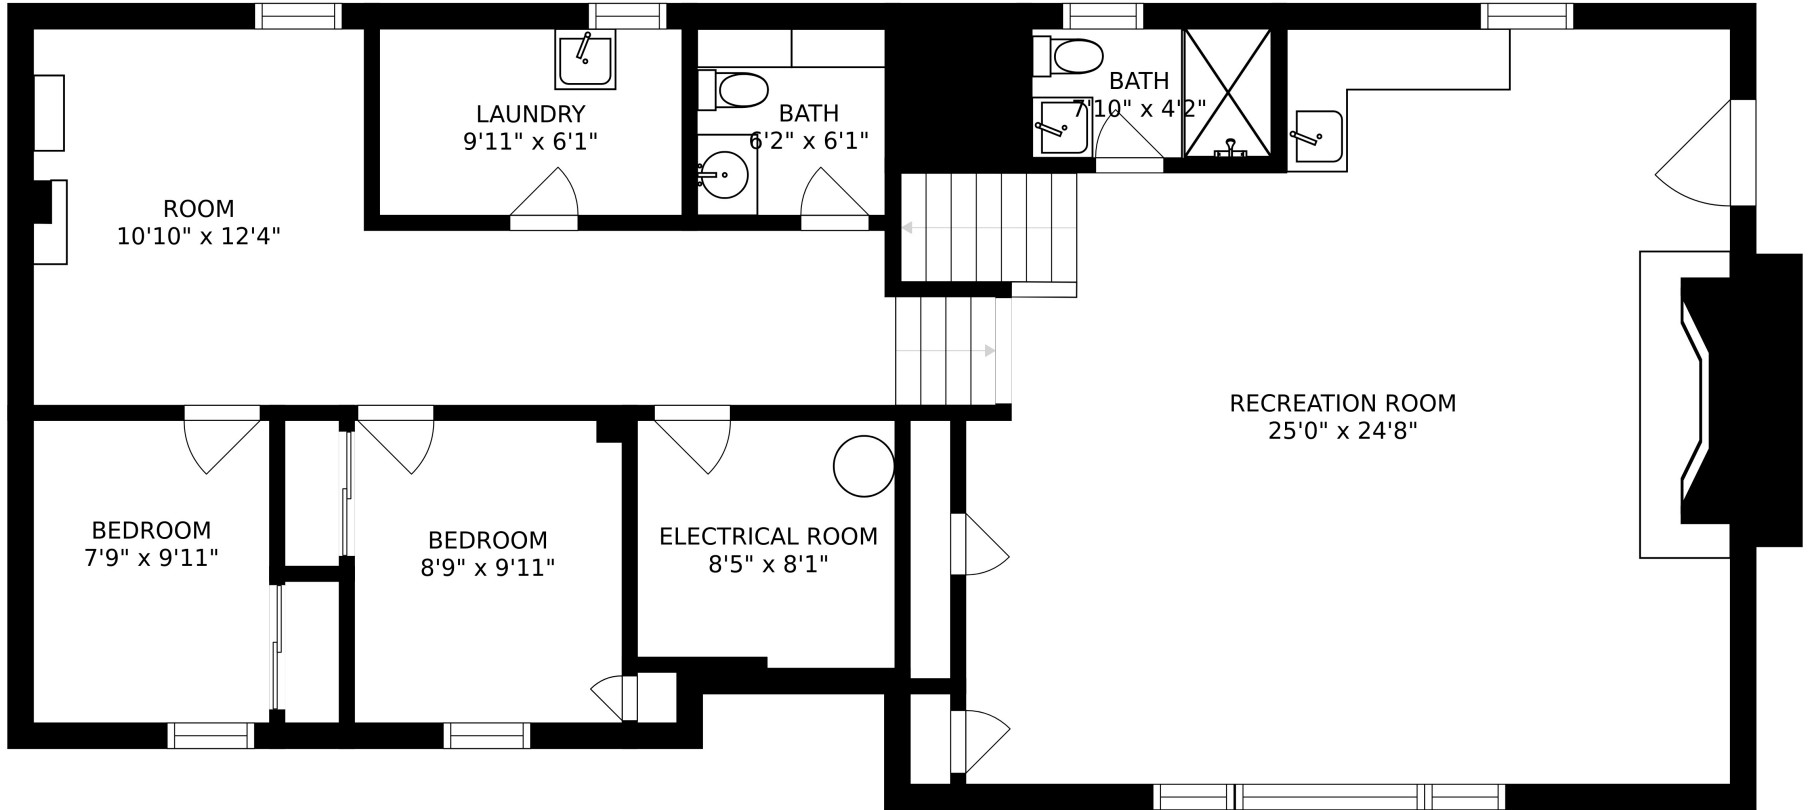 LAUNDRY
9'11" x 6'1"
BATH
6'2" x 6'1"
BATH
7'10" x 4'2"
ROOM
10'10" x 12'4"
RECREATION ROOM
25'0" x 24'8"
BEDROOM
7'9" x 9'11"
BEDROOM
8'9" x 9'11"
ELECTRICAL ROOM
8'5" x 8'1"